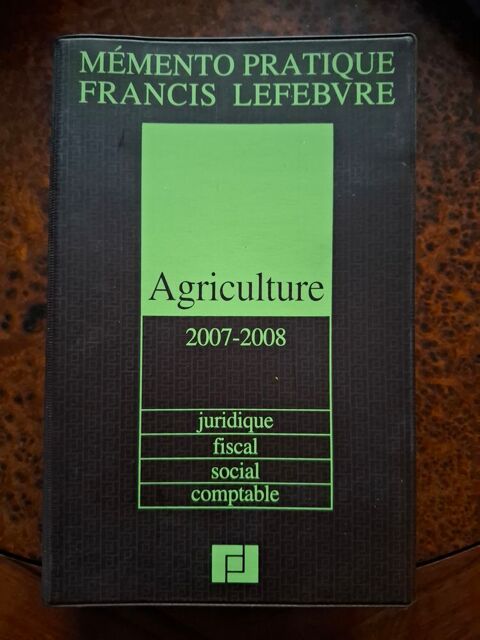 MÉMENTO PRATIQUE
FRANCIS LEFEBVRE
Agriculture
2007-2008
juridique
fiscal
social
comptable